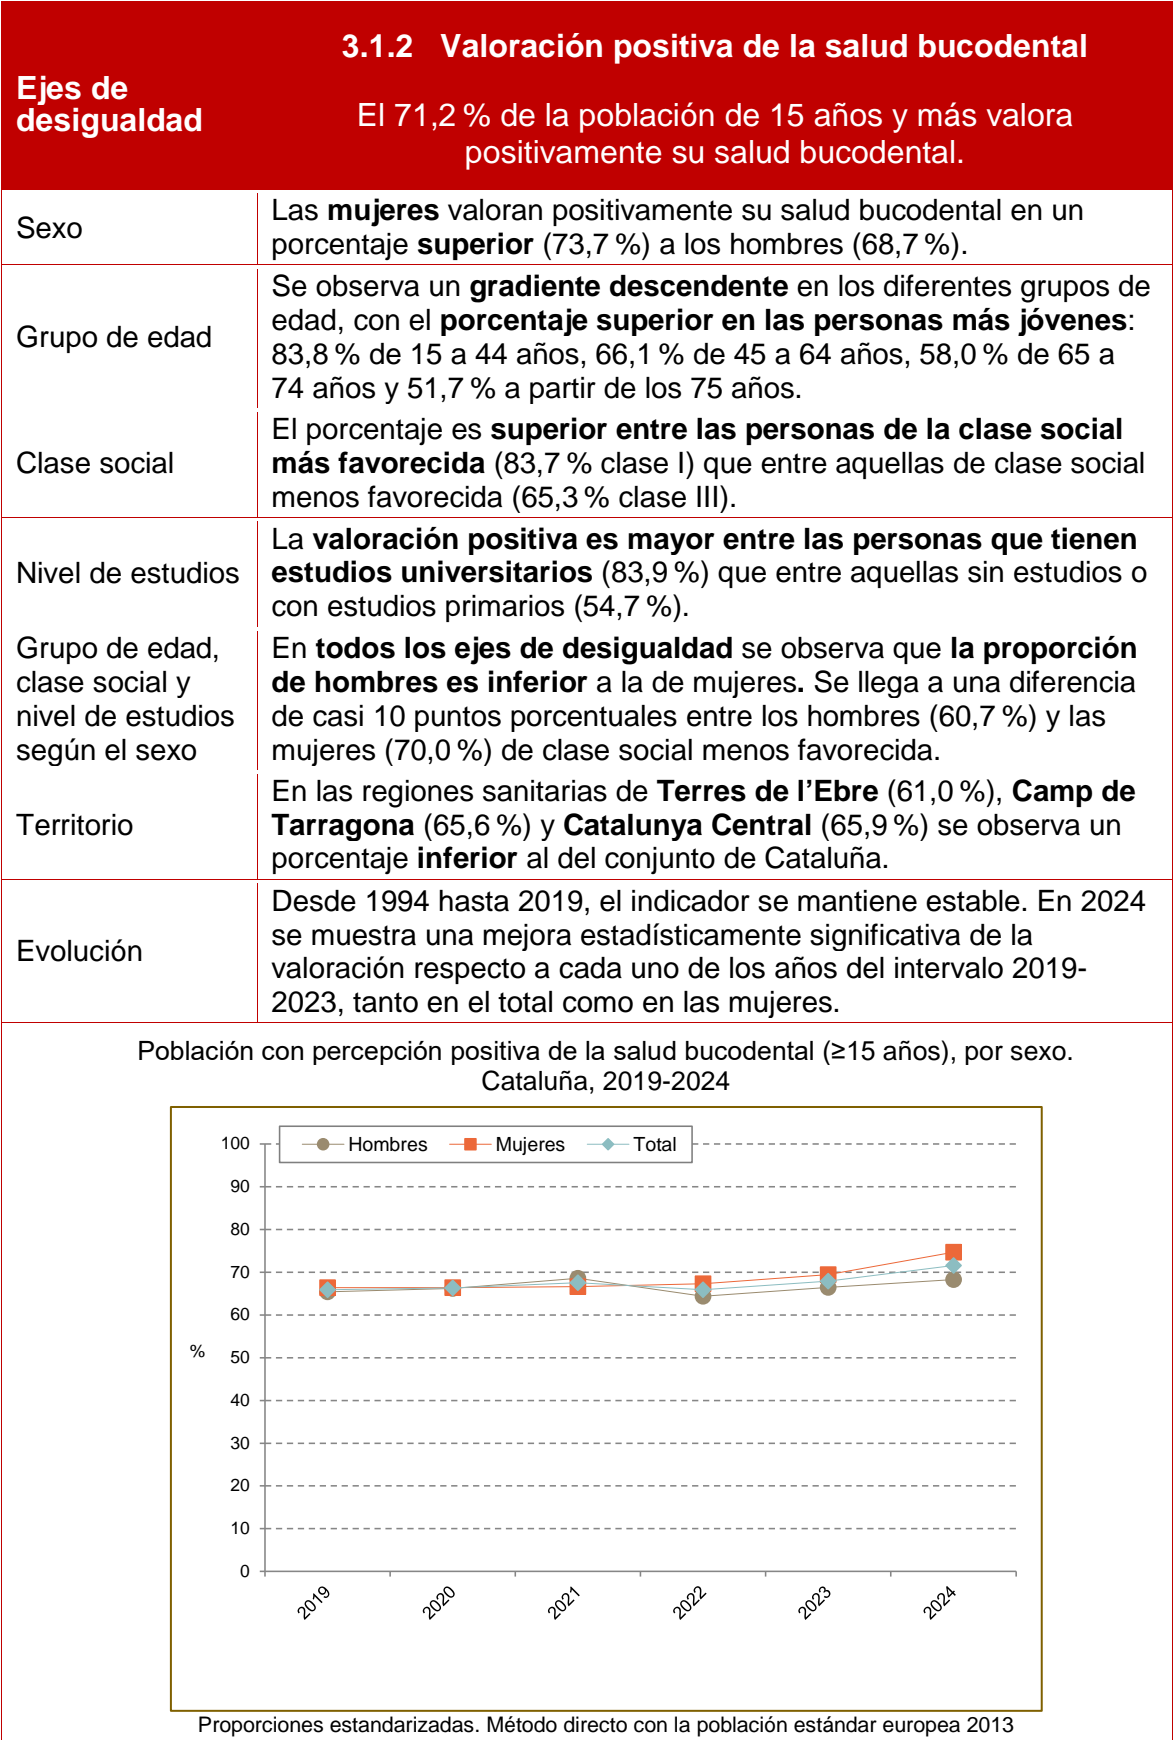 Ejes de
desigualdad
3.1.2 Valoración positiva de la salud bucodental
El 71,2 % de la población de 15 años y más valora
positivamente su salud bucodental.
Sexo
Las mujeres valoran positivamente su salud bucodental en un
porcentaje superior (73,7 %) a los hombres (68,7 %).
Grupo de edad
Se observa un gradiente descendente en los diferentes grupos de
edad, con el porcentaje superior en las personas más jóvenes:
83,8 % de 15 a 44 años, 66,1 % de 45 a 64 años, 58,0 % de 65 a
74 años y 51,7 % a partir de los 75 años.
Clase social
El porcentaje es superior entre las personas de la clase social
más favorecida (83,7 % clase I) que entre aquellas de clase social
menos favorecida (65,3 % clase III).
Nivel de estudios
La valoración positiva es mayor entre las personas que tienen
estudios universitarios (83,9 %) que entre aquellas sin estudios o
con estudios primarios (54,7 %).
Grupo de edad,
clase social y
nivel de estudios
según el sexo
En todos los ejes de desigualdad se observa que la proporción
de hombres es inferior a la de mujeres. Se llega a una diferencia
de casi 10 puntos porcentuales entre los hombres (60,7 %) y las
mujeres (70,0 %) de clase social menos favorecida.
Territorio
En las regiones sanitarias de Terres de l’Ebre (61,0 %), Camp de
Tarragona (65,6 %) y Catalunya Central (65,9 %) se observa un
porcentaje inferior al del conjunto de Cataluña.
Evolución
Desde 1994 hasta 2019, el indicador se mantiene estable. En 2024
se muestra una mejora estadísticamente significativa de la
valoración respecto a cada uno de los años del intervalo 2019-
2023, tanto en el total como en las mujeres.
Población con percepción positiva de la salud bucodental (≥15 años), por sexo.
Cataluña, 2019-2024
Hombres Mujeres Total
100
90
80
70
60
50
40
30
20
10
0
%
2019 2020 2021 2022 2023 2024
Proporciones estandarizadas. Método directo con la población estándar europea 2013